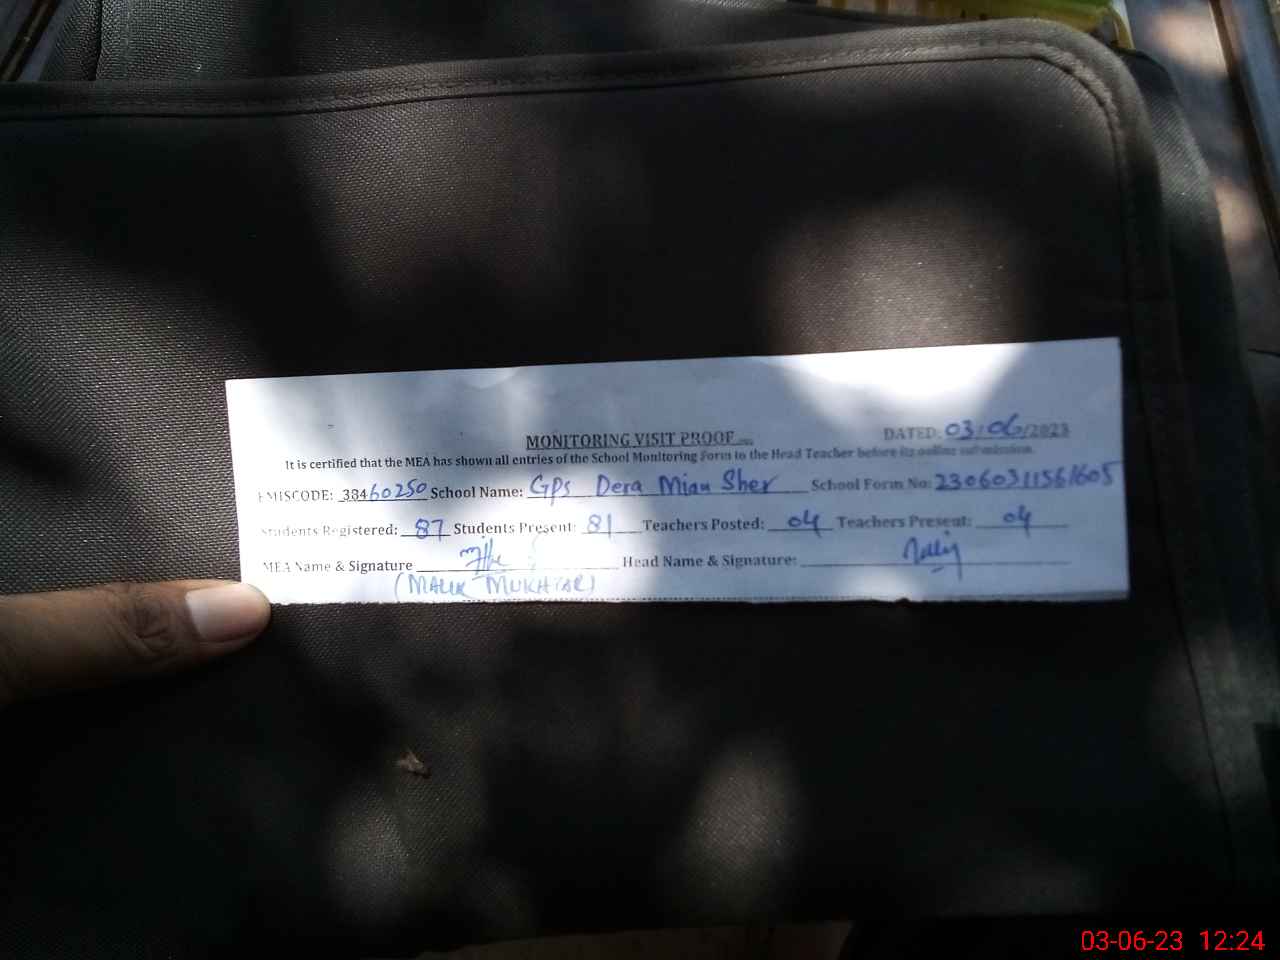 MONITORING VISIT PROOF
DATED: 03/06/2023
It is certified that the MEA has shown all entries of the School Monitoring Form to the Head Teacher before its online submission.
EMISCODE: 38460250 School Name: GPS Dera Mian Sher School Form No: 23060311561605
Students Registered: 87 Students Present: 81 Teachers Posted: 04 Teachers Present: 04
MEA Name & Signature Head Name & Signature:
(MALIK MUKHTAR)
03-06-23 12:24